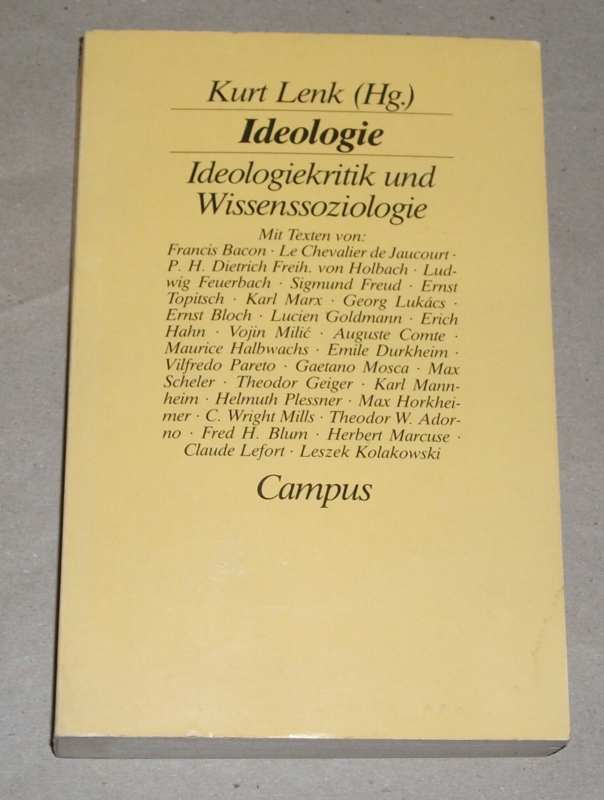 Kurt Lenk (Hg.)
Ideologie
Ideologiekritik und
Wissenssoziologie
Mit Texten von:
Francis Bacon · Le Chevalier de Jaucourt ·
P. H. Dietrich Freih. von Holbach · Lud-
wig Feuerbach · Sigmund Freud · Ernst
Topitsch · Karl Marx · Georg Lukács ·
Ernst Bloch · Lucien Goldmann · Erich
Hahn · Vojin Milić · Auguste Comte ·
Maurice Halbwachs · Emile Durkheim ·
Vilfredo Pareto · Gaetano Mosca · Max
Scheler · Theodor Geiger · Karl Mann-
heim · Helmuth Plessner · Max Horkhei-
mer · C. Wright Mills · Theodor W. Ador-
no · Fred H. Blum · Herbert Marcuse ·
Claude Lefort · Leszek Kolakowski
Campus